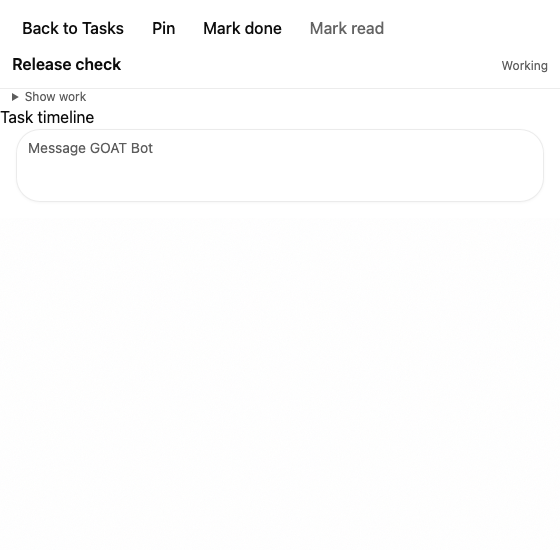 Back to Tasks Pin Mark done Mark read
Release check Working
Show work
Task timeline
Message GOAT Bot